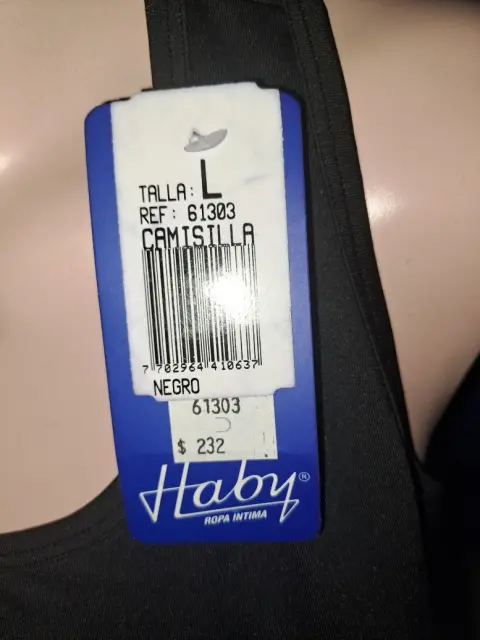 TALLA: L
REF: 61303
CAMISILLA
7 702964 410637
NEGRO
61303
$ 232
Haby®
ROPA INTIMA